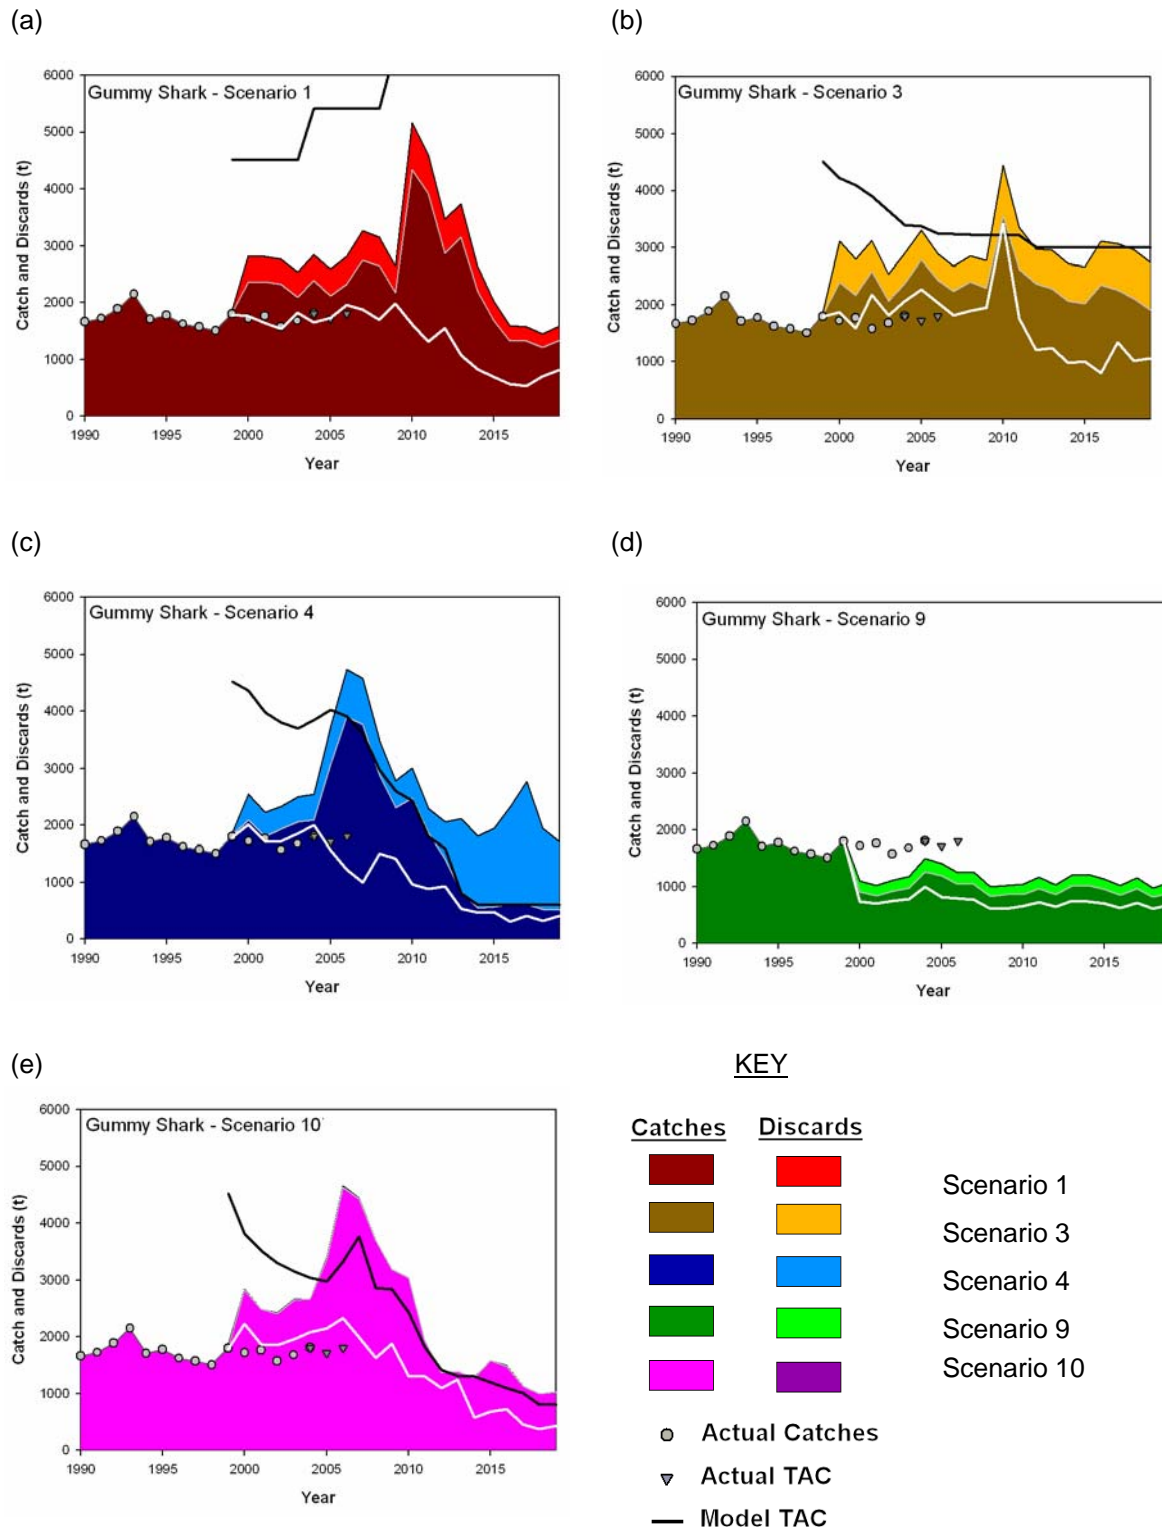 (a)
(b)
Gummy Shark - Scenario 1
Catch and Discards (t)
6000
5000
4000
3000
2000
1000
0
1990 1995 2000 2005 2010 2015
Year
Gummy Shark - Scenario 3
Catch and Discards (t)
6000
5000
4000
3000
2000
1000
0
1990 1995 2000 2005 2010 2015
Year
(c)
(d)
Gummy Shark - Scenario 4
Catch and Discards (t)
6000
5000
4000
3000
2000
1000
0
1990 1995 2000 2005 2010 2015
Year
Gummy Shark - Scenario 9
Catch and Discards (t)
6000
5000
4000
3000
2000
1000
0
1990 1995 2000 2005 2010 2015
Year
(e)
Gummy Shark - Scenario 10
Catch and Discards (t)
6000
5000
4000
3000
2000
1000
0
1990 1995 2000 2005 2010 2015
Year
KEY
Catches Discards
Scenario 1
Scenario 3
Scenario 4
Scenario 9
Scenario 10
Actual Catches
Actual TAC
Model TAC